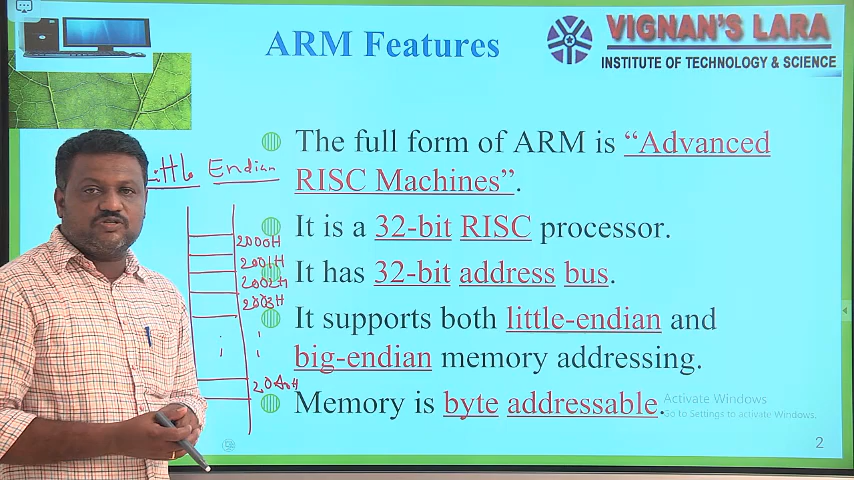 ARM Features
VIGNAN'S LARA
INSTITUTE OF TECHNOLOGY & SCIENCE
The full form of ARM is “Advanced
RISC Machines”.
Little Endian
It is a 32-bit RISC processor.
2000H
2001H
It has 32-bit address bus.
2002H
2003H
It supports both little-endian and
big-endian memory addressing.
Memory is byte addressable.
Activate Windows
Go to Settings to activate Windows.
2